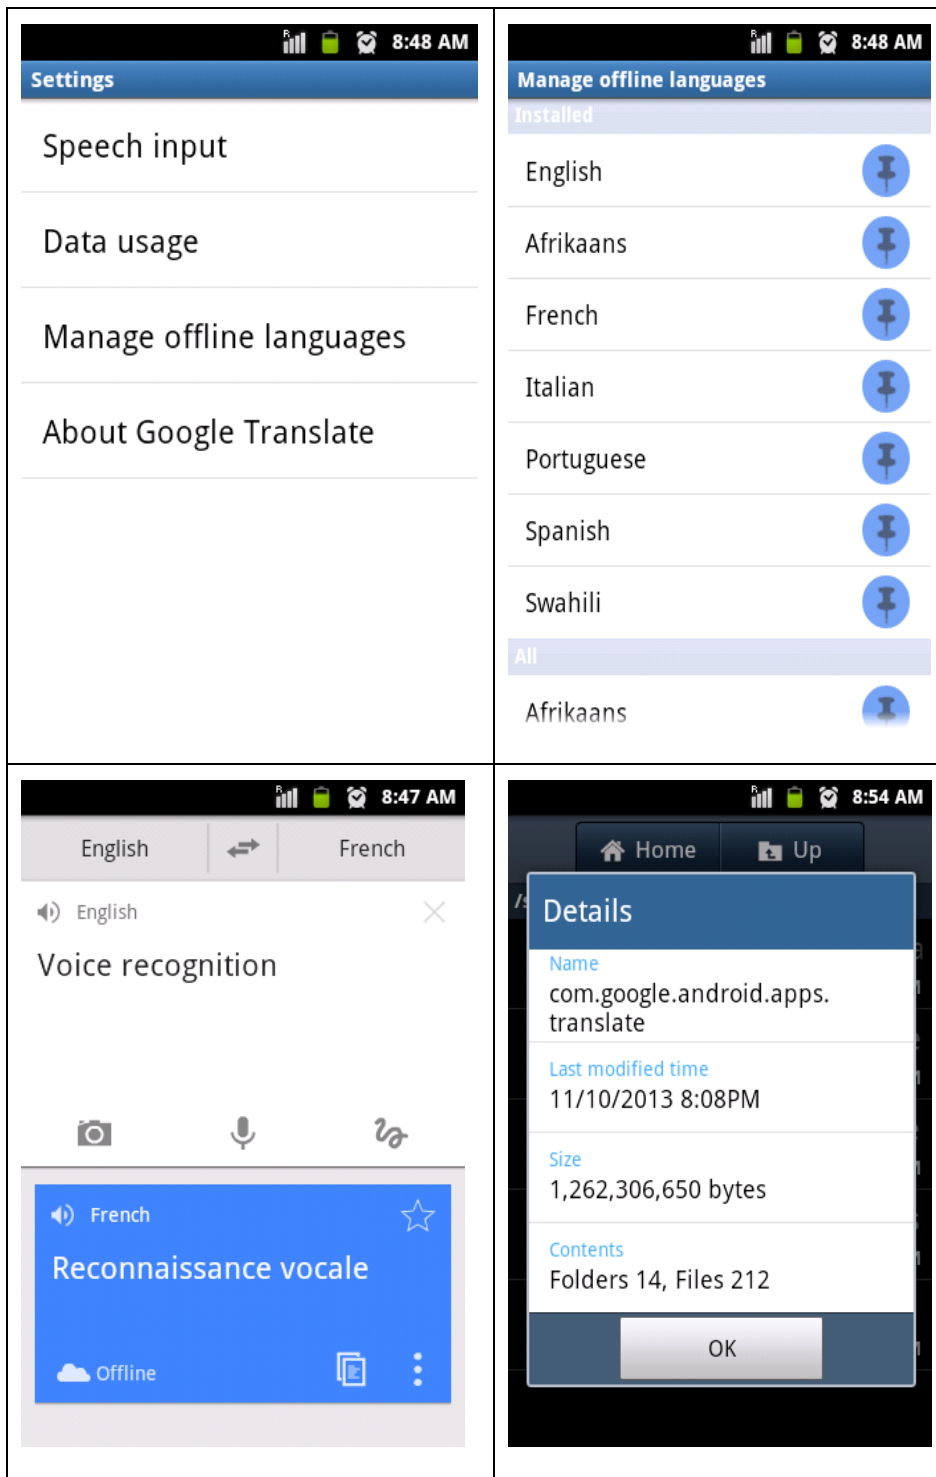 R
8:48 AM
Settings
Speech input
Data usage
Manage offline languages
About Google Translate
R
8:48 AM
Manage offline languages
Installed
English
Afrikaans
French
Italian
Portuguese
Spanish
Swahili
All
Afrikaans
R
8:47 AM
English
French
English
Voice recognition
French
Reconnaissance vocale
Offline
R
8:54 AM
Home
Up
Details
Name
com.google.android.apps.
translate
Last modified time
11/10/2013 8:08PM
Size
1,262,306,650 bytes
Contents
Folders 14, Files 212
OK